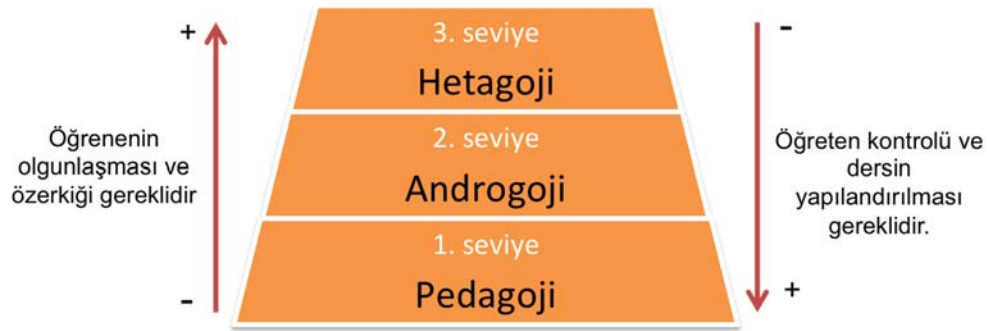 +
-
3. seviye
Hetagoji
Öğrenenin
olgunlaşması ve
özerkiği gereklidir
2. seviye
Androgoji
Öğreten kontrolü ve
dersin
yapılandırılması
gereklidir.
1. seviye
Pedagoji
-
+